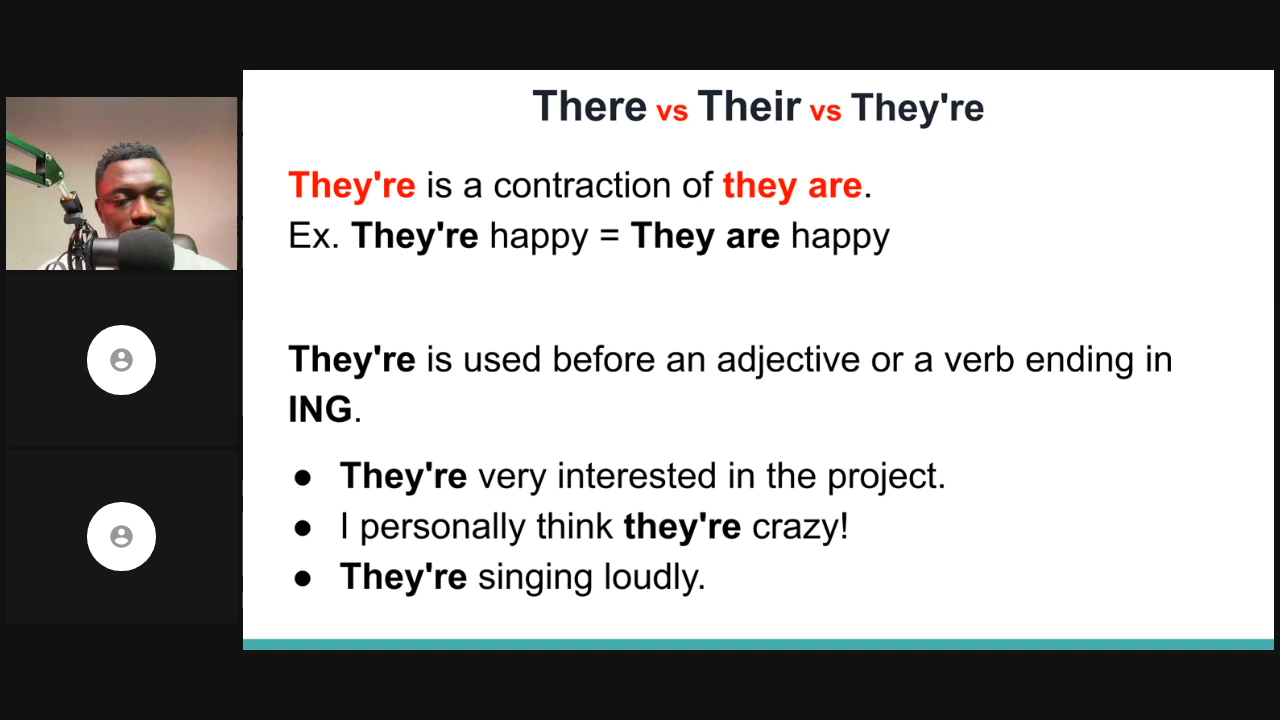 There vs Their vs They're
They're is a contraction of they are.
Ex. They're happy = They are happy
They're is used before an adjective or a verb ending in
ING.
● They're very interested in the project.
● I personally think they're crazy!
● They're singing loudly.